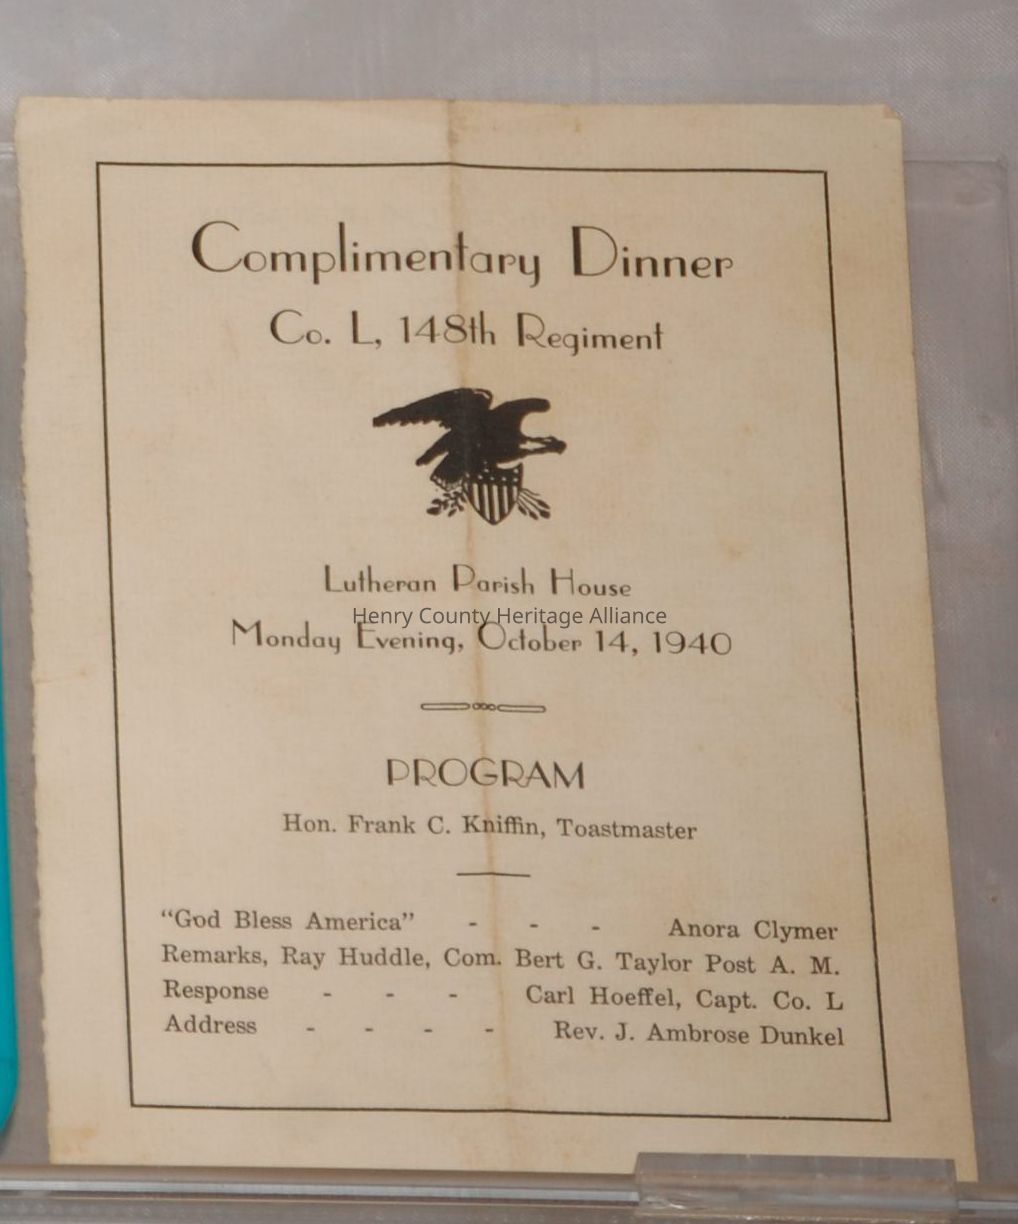 Complimentary Dinner
Co. L, 148th Regiment
Lutheran Parish House
Henry County Heritage Alliance
Monday Evening, October 14, 1940
PROGRAM
Hon. Frank C. Kniffin, Toastmaster
"God Bless America" - - - Anora Clymer
Remarks, Ray Huddle, Com. Bert G. Taylor Post A. M.
Response - - - Carl Hoeffel, Capt. Co. L
Address - - - - Rev. J. Ambrose Dunkel